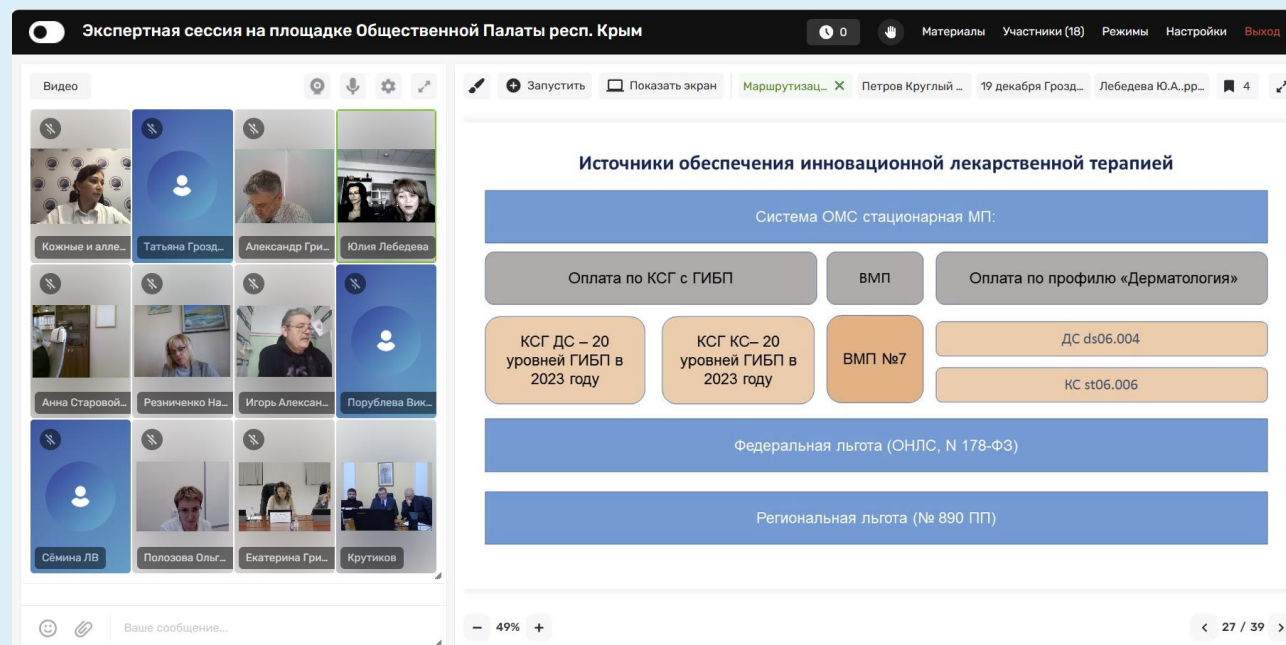 Экспертная сессия на площадке Общественной Палаты респ. Крым
0
Материалы
Участники (18)
Режимы
Настройки
Выход
Видео
Запустить
Показать экран
Маршрутизац...
Петров Круглый ...
19 декабря Грозд...
Лебедева Ю.А..рр...
4
Кожные и алле...
Татьяна Грозд...
Александр Гри...
Юлия Лебедева
Анна Старовой...
Резниченко На...
Игорь Алексан...
Порублева Вик...
Сёмина ЛВ
Полозова Ольг...
Екатерина Гри...
Крутиков
Ваше сообщение...
Источники обеспечения инновационной лекарственной терапией
Система ОМС стационарная МП:
Оплата по КСГ с ГИБП
ВМП
Оплата по профилю «Дерматология»
КСГ ДС – 20
уровней ГИБП в
2023 году
КСГ КС– 20
уровней ГИБП в
2023 году
ВМП №7
ДС ds06.004
КС st06.006
Федеральная льгота (ОНЛС, N 178-ФЗ)
Региональная льгота (№ 890 ПП)
− 49% +
27 / 39